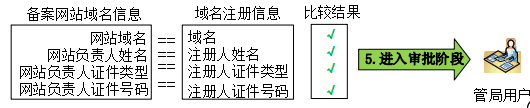 备案网站域名信息 域名注册信息 比较结果
网站域名 == 域名 √
网站负责人姓名 == 注册人姓名 √
网站负责人证件类型 == 注册人证件类型 √
网站负责人证件号码 == 注册人证件号码 √
5.进入审批阶段
管局用户